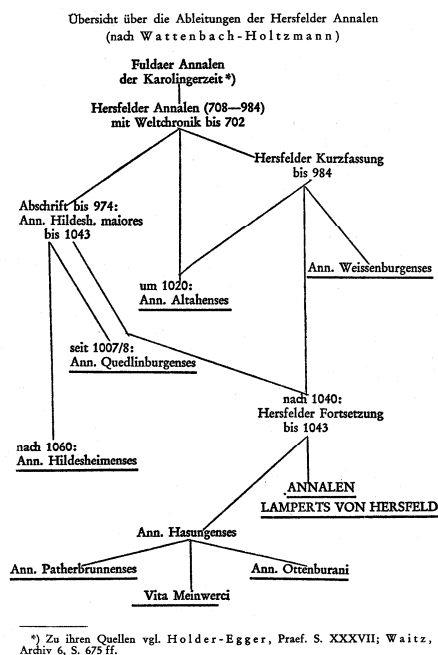 Übersicht über die Ableitungen der Hersfelder Annalen
(nach Wattenbach-Holtzmann)
Fuldaer Annalen
der Karolingerzeit*)
Hersfelder Annalen (708—984)
mit Weltchronik bis 702
Hersfelder Kurzfassung
bis 984
Abschrift bis 974:
Ann. Hildesh. maiores
bis 1043
Ann. Weissenburgenses
um 1020:
Ann. Altahenses
seit 1007/8:
Ann. Quedlinburgenses
nach 1040:
Hersfelder Fortsetzung
bis 1043
nach 1060:
Ann. Hildesheimenses
ANNALEN
LAMPERTS VON HERSFELD
Ann. Hasungenses
Ann. Patherbrunnenses
Ann. Ottenburani
Vita Meinwerci
*) Zu ihren Quellen vgl. Holder-Egger, Praef. S. XXXVII; Waitz,
Archiv 6, S. 675 ff.